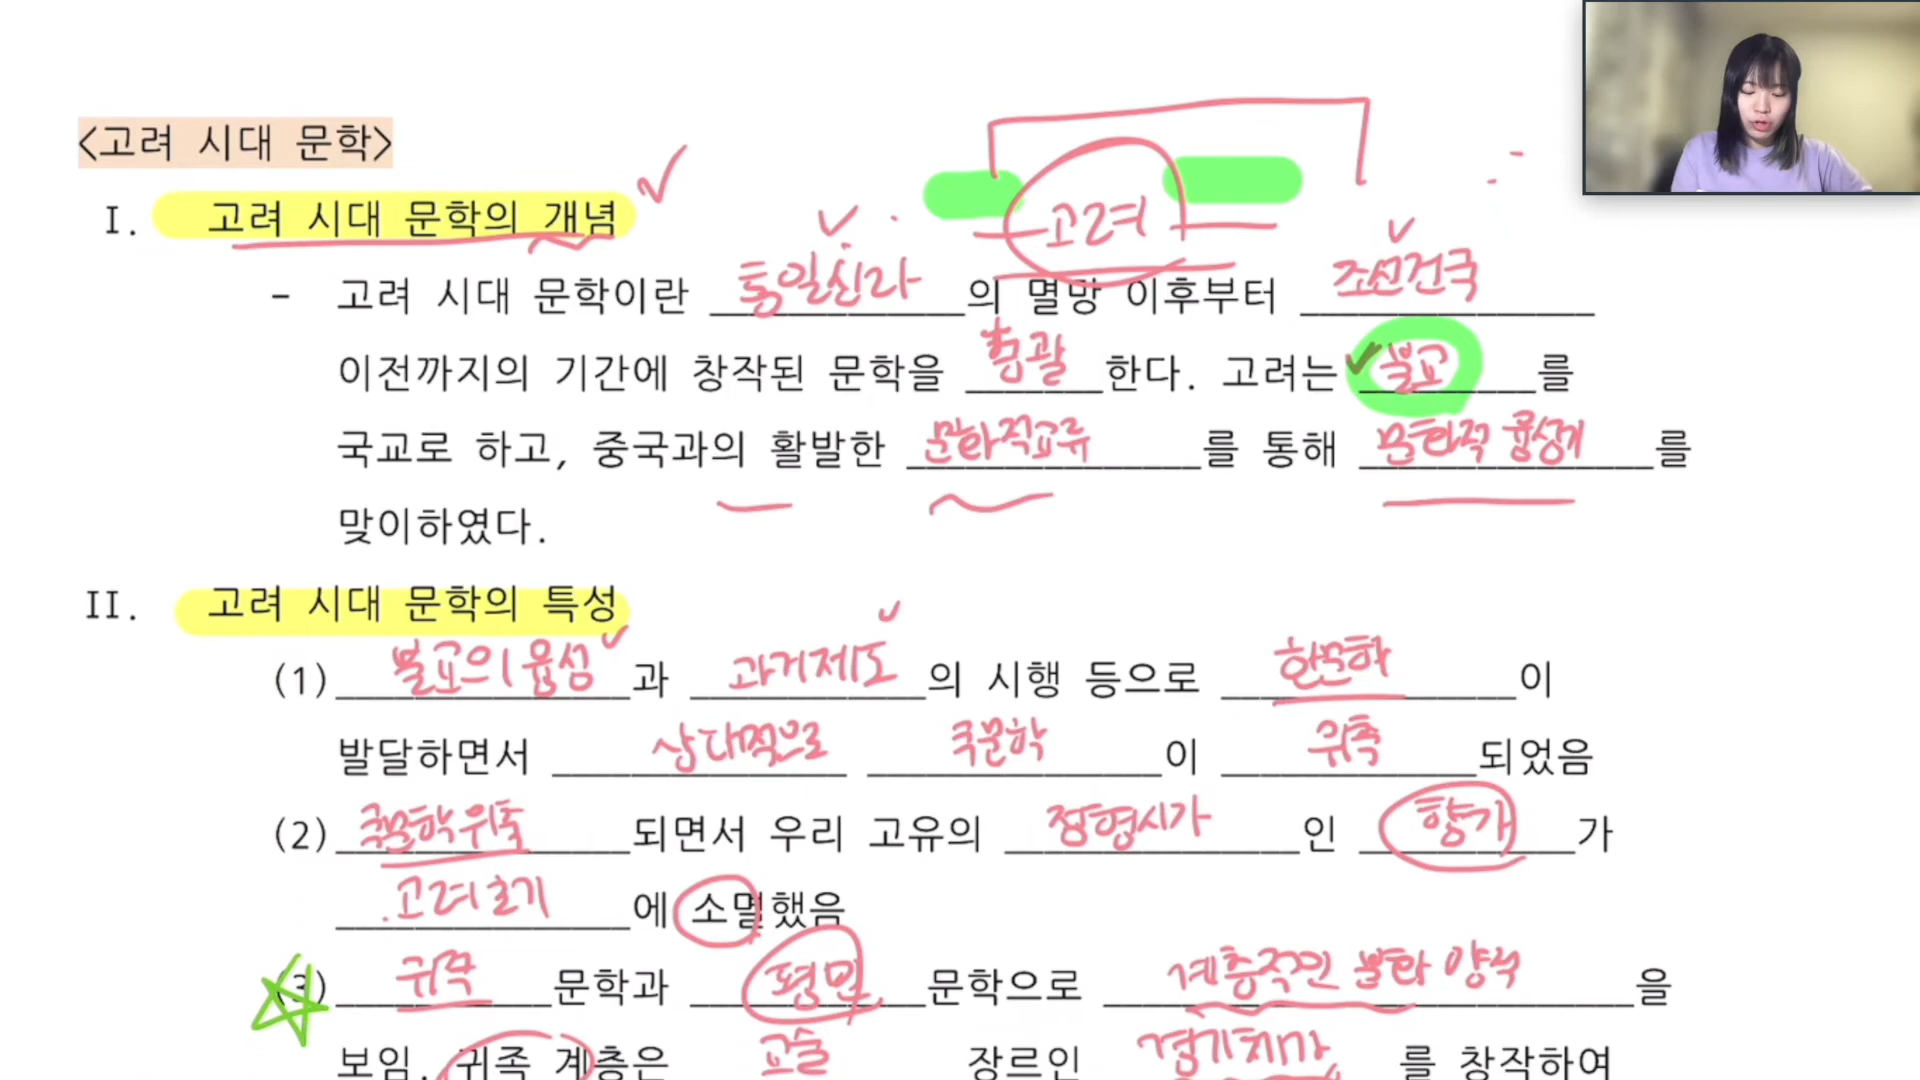 <고려 시대 문학>
고려
I. 고려 시대 문학의 개념
- 고려 시대 문학이란 통일신라의 멸망 이후부터 조선건국
이전까지의 기간에 창작된 문학을 총괄한다. 고려는 불교를
국교로 하고, 중국과의 활발한 문화적교류를 통해 문화적 융성기를
맞이하였다.
II. 고려 시대 문학의 특성
(1) 불교의 융성과 과거제도의 시행 등으로 한문학이
발달하면서 상대적으로 국문학이 위축되었음
(2) 국문학위축되면서 우리 고유의 정형시가인 향가가
고려초기에 소멸했음
(3) 귀족문학과 평민문학으로 계층적인 분화 양식을
보임. 귀족 계층은 교술 장르인 경기체가를 창작하여